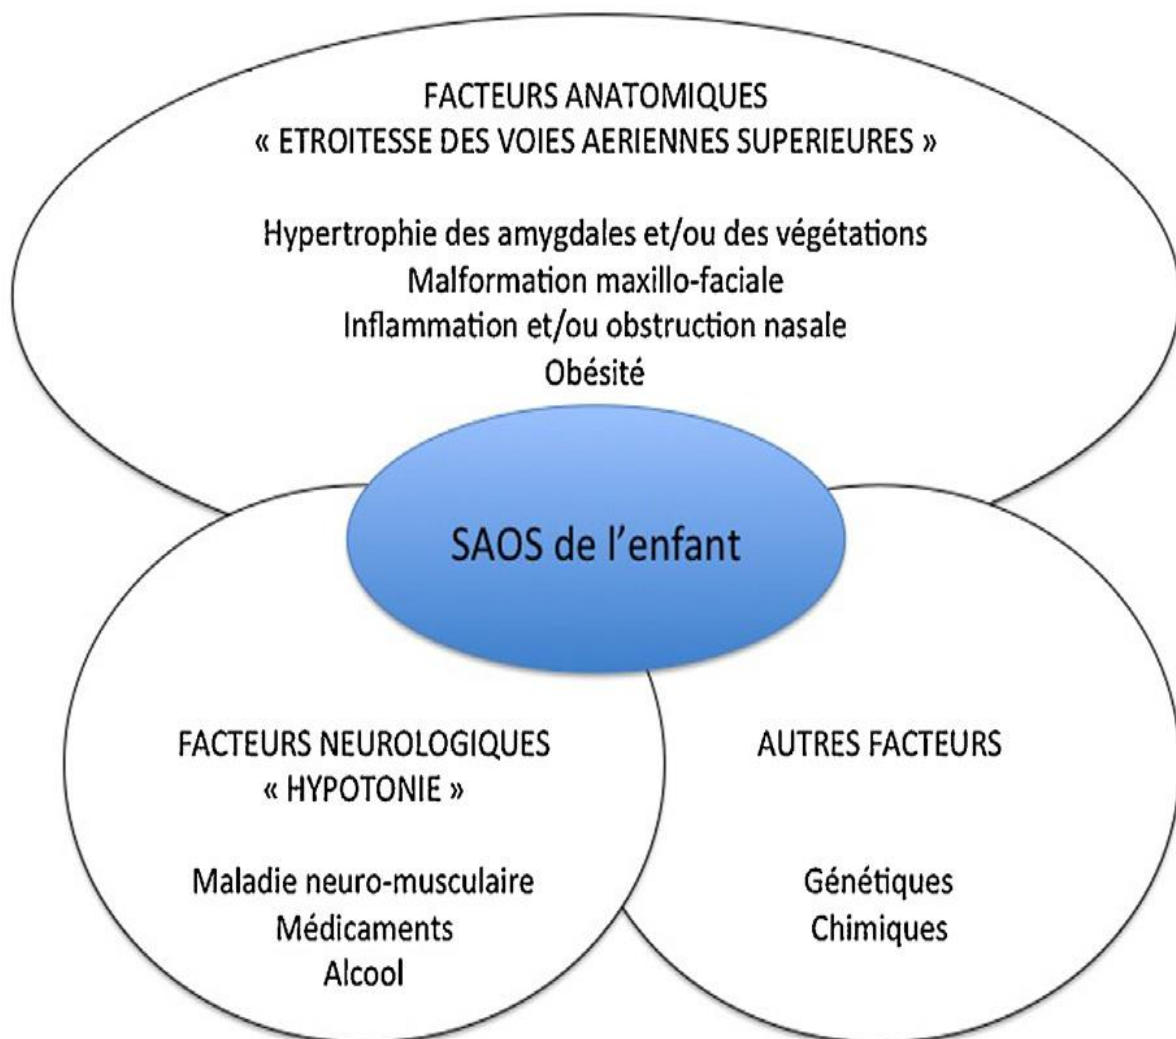 FACTEURS ANATOMIQUES
« ETROITESSE DES VOIES AERIENNES SUPERIEURES »
Hypertrophie des amygdales et/ou des végétations
Malformation maxillo-faciale
Inflammation et/ou obstruction nasale
Obésité
SAOS de l'enfant
FACTEURS NEUROLOGIQUES
« HYPOTONIE »
Maladie neuro-musculaire
Médicaments
Alcool
AUTRES FACTEURS
Génétiques
Chimiques